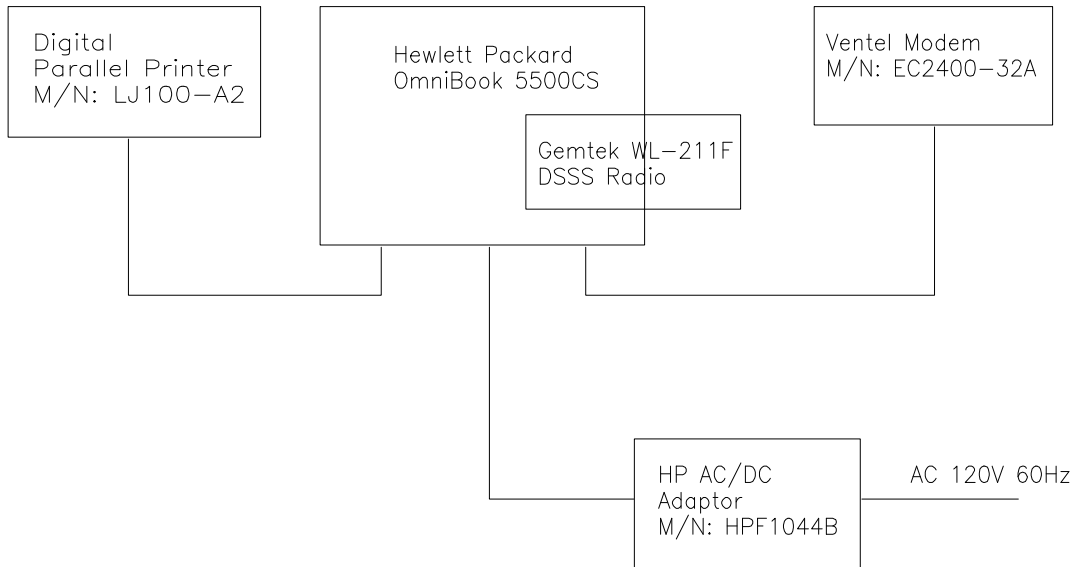 Digital
Parallel Printer
M/N: LJ100-A2
Hewlett Packard
OmniBook 5500CS
Gemtek WL-211F
DSSS Radio
Ventel Modem
M/N: EC2400-32A
HP AC/DC
Adaptor
M/N: HPF1044B
AC 120V 60Hz